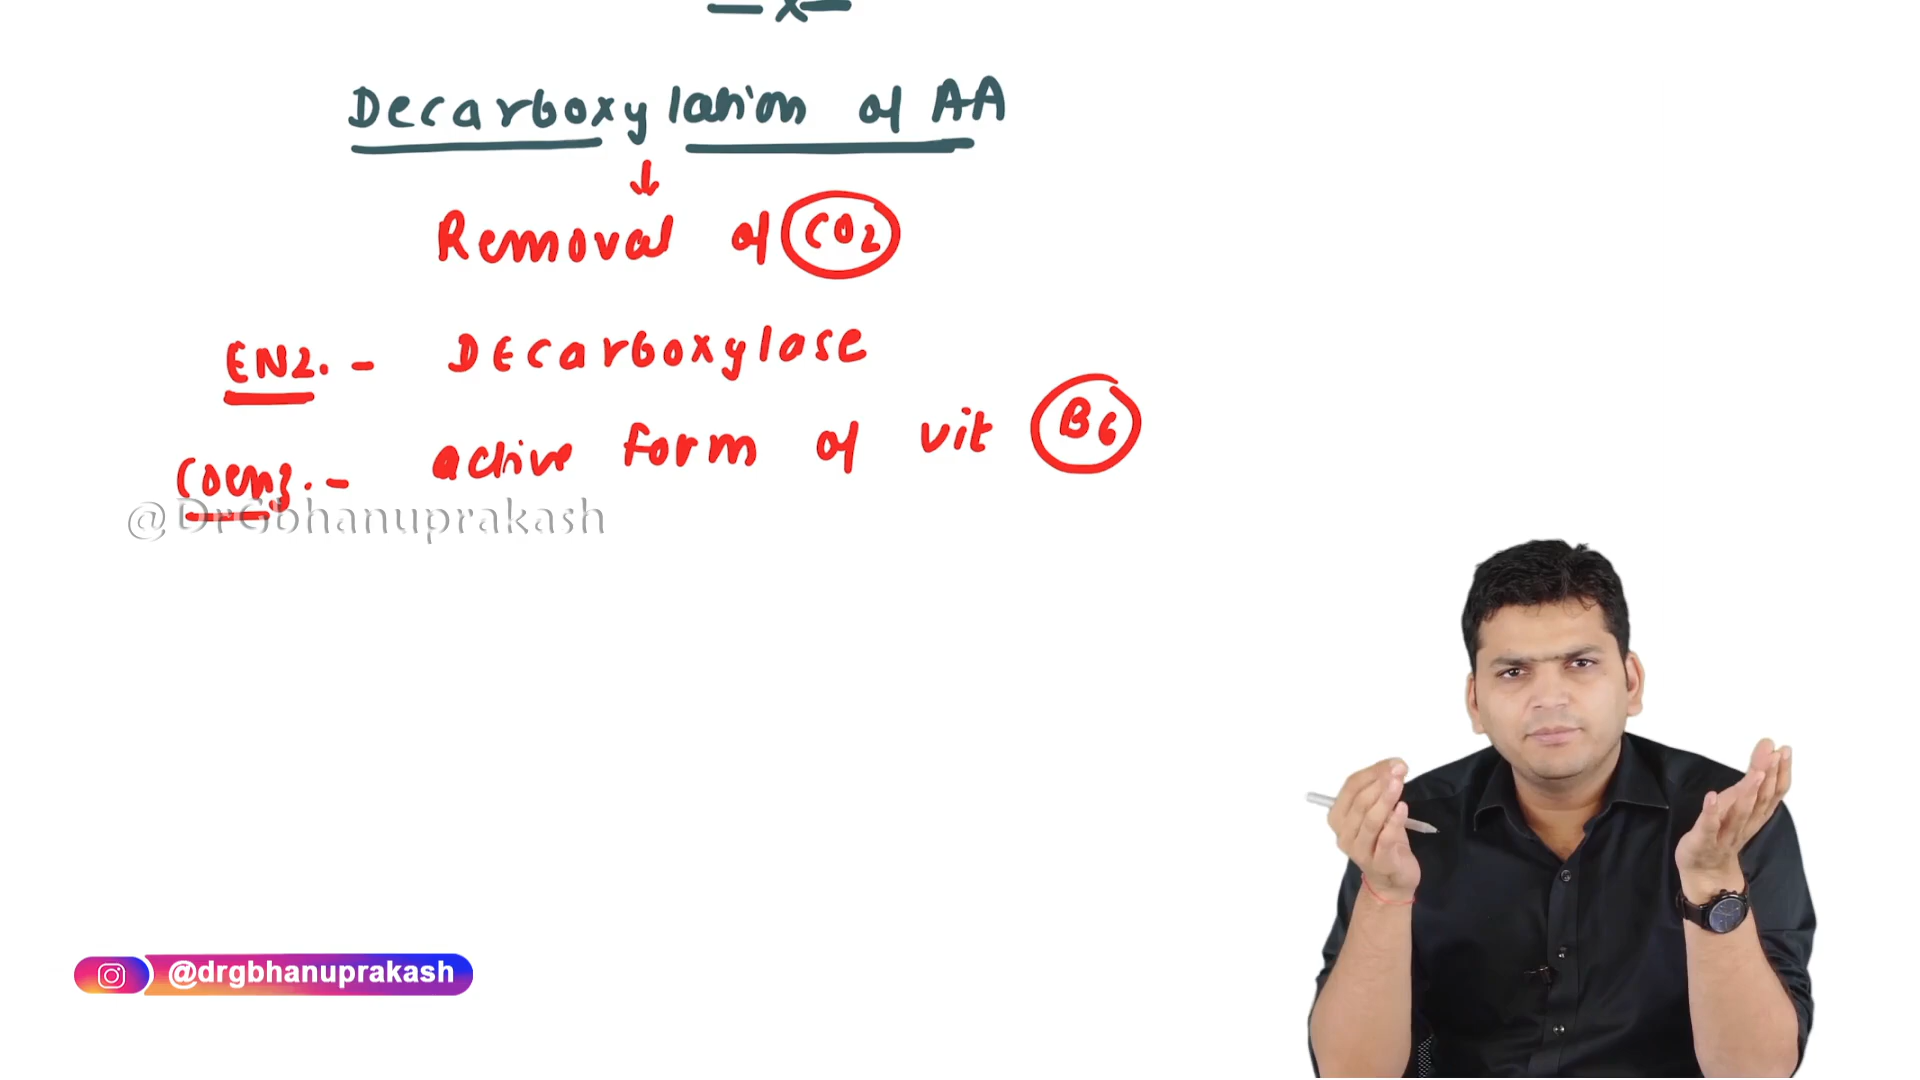 x
Decarboxylation of AA
↓
Removal of CO2
ENZ. - Decarboxylase
Coenz. - active form of vit B6
@DrGbhanuprakash
@drgbhanuprakash